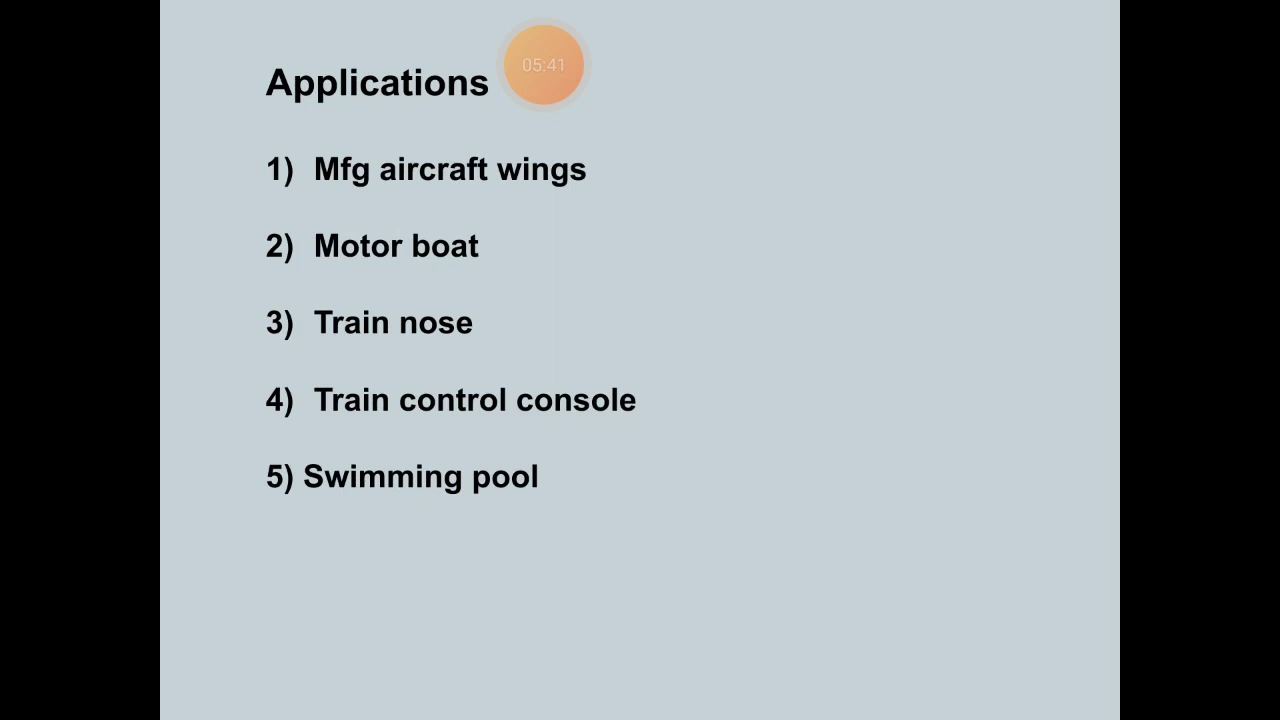 Applications
05:41
1) Mfg aircraft wings
2) Motor boat
3) Train nose
4) Train control console
5) Swimming pool